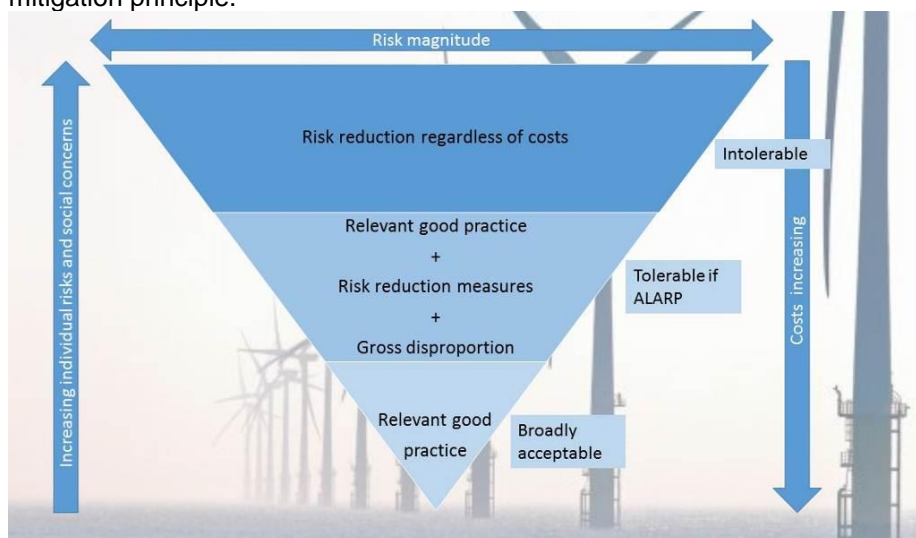 mitigation principle.
Risk magnitude
Increasing individual risks and social concerns
Risk reduction regardless of costs
Intolerable
Relevant good practice
+
Risk reduction measures
+
Gross disproportion
Tolerable if
ALARP
Costs increasing
Relevant good
practice
Broadly
acceptable